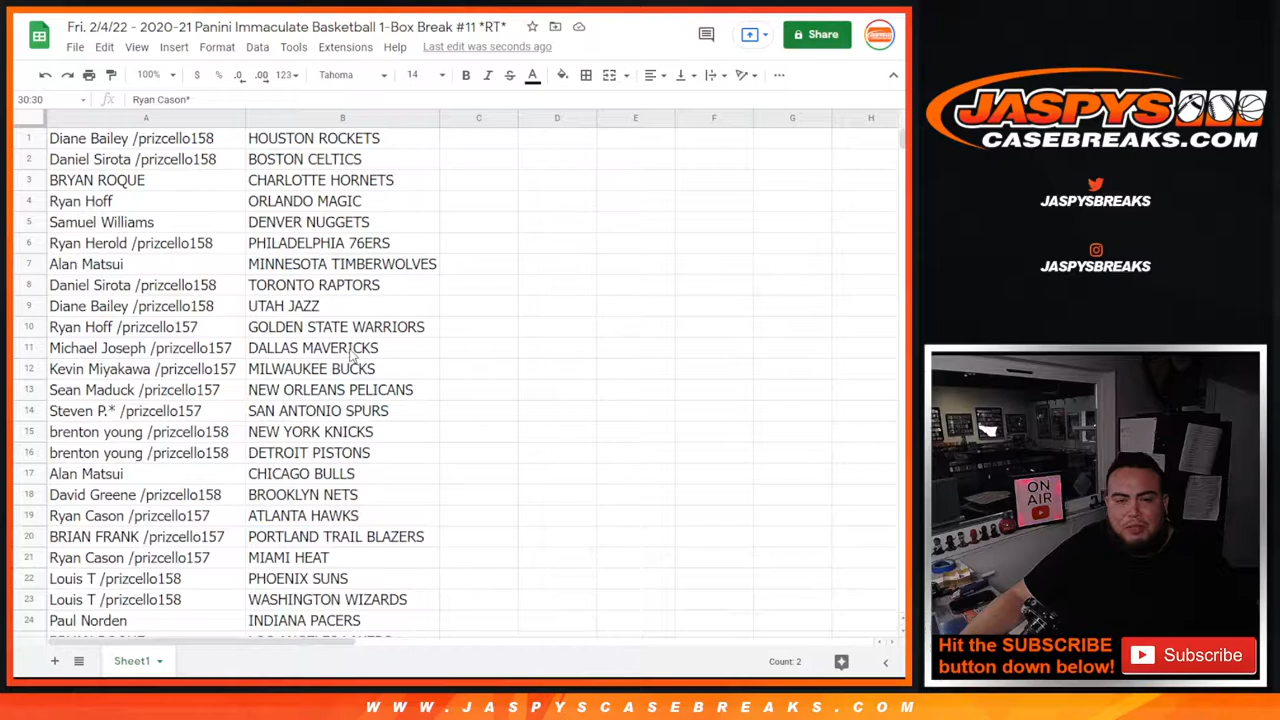 Fri. 2/4/22 - 2020-21 Panini Immaculate Basketball 1-Box Break #11 *RT*
File Edit View Insert Format Data Tools Extensions Help Last edit was seconds ago
Share
100% $ % .0 .00 123 Tahoma 14 B I S A
30:30 fx Ryan Cason*
A B C D E F G H
1 Diane Bailey /prizcello158 HOUSTON ROCKETS
2 Daniel Sirota /prizcello158 BOSTON CELTICS
3 BRYAN ROQUE CHARLOTTE HORNETS
4 Ryan Hoff ORLANDO MAGIC
5 Samuel Williams DENVER NUGGETS
6 Ryan Herold /prizcello158 PHILADELPHIA 76ERS
7 Alan Matsui MINNESOTA TIMBERWOLVES
8 Daniel Sirota /prizcello158 TORONTO RAPTORS
9 Diane Bailey /prizcello158 UTAH JAZZ
10 Ryan Hoff /prizcello157 GOLDEN STATE WARRIORS
11 Michael Joseph /prizcello157 DALLAS MAVERICKS
12 Kevin Miyakawa /prizcello157 MILWAUKEE BUCKS
13 Sean Maduck /prizcello157 NEW ORLEANS PELICANS
14 Steven P.* /prizcello157 SAN ANTONIO SPURS
15 brenton young /prizcello158 NEW YORK KNICKS
16 brenton young /prizcello158 DETROIT PISTONS
17 Alan Matsui CHICAGO BULLS
18 David Greene /prizcello158 BROOKLYN NETS
19 Ryan Cason /prizcello157 ATLANTA HAWKS
20 BRIAN FRANK /prizcello157 PORTLAND TRAIL BLAZERS
21 Ryan Cason /prizcello157 MIAMI HEAT
22 Louis T /prizcello158 PHOENIX SUNS
23 Louis T /prizcello158 WASHINGTON WIZARDS
24 Paul Norden INDIANA PACERS
Sheet1
Count: 2
JASPYS
CASEBREAKS.COM
JASPYSBREAKS
JASPYSBREAKS
ON
AIR
Hit the SUBSCRIBE
button down below!
Subscribe
WWW.JASPYSCASEBREAKS.COM